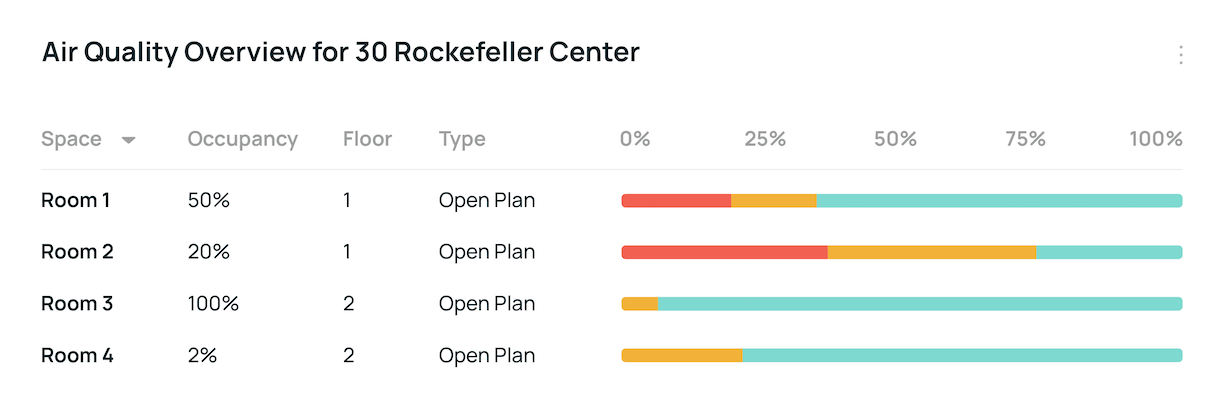 Air Quality Overview for 30 Rockefeller Center
Space Occupancy Floor Type 0% 25% 50% 75% 100%
Room 1 50% 1 Open Plan
Room 2 20% 1 Open Plan
Room 3 100% 2 Open Plan
Room 4 2% 2 Open Plan